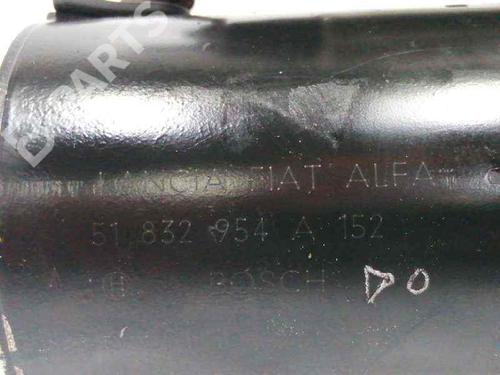 B-PARTS
LANCIA FIAT ALFA
51 832 954 A 152
BOSCH